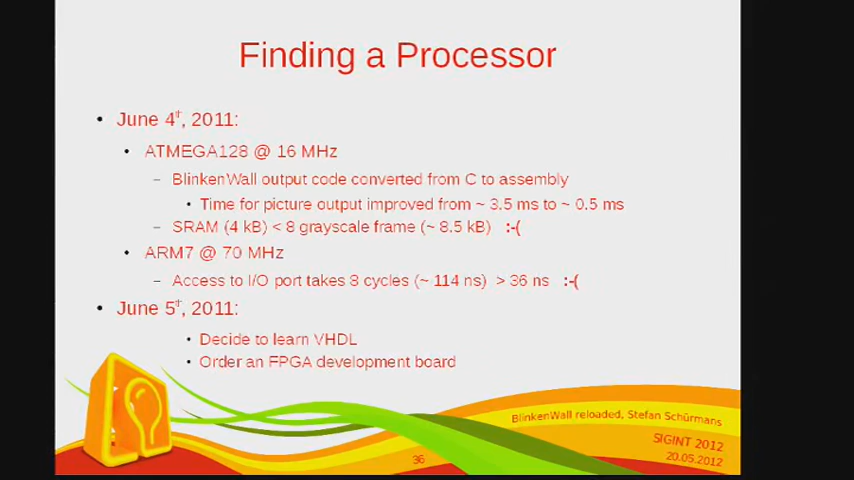 Finding a Processor
• June 4th, 2011:
• ATMEGA128 @ 16 MHz
– BlinkenWall output code converted from C to assembly
• Time for picture output improved from ~ 3.5 ms to ~ 0.5 ms
– SRAM (4 kB) < 8 grayscale frame (~ 8.5 kB) :-(
• ARM7 @ 70 MHz
– Access to I/O port takes 8 cycles (~ 114 ns) > 36 ns :-(
• June 5th, 2011:
• Decide to learn VHDL
• Order an FPGA development board
BlinkenWall reloaded, Stefan Schürmans
SIGINT 2012
36
20.05.2012